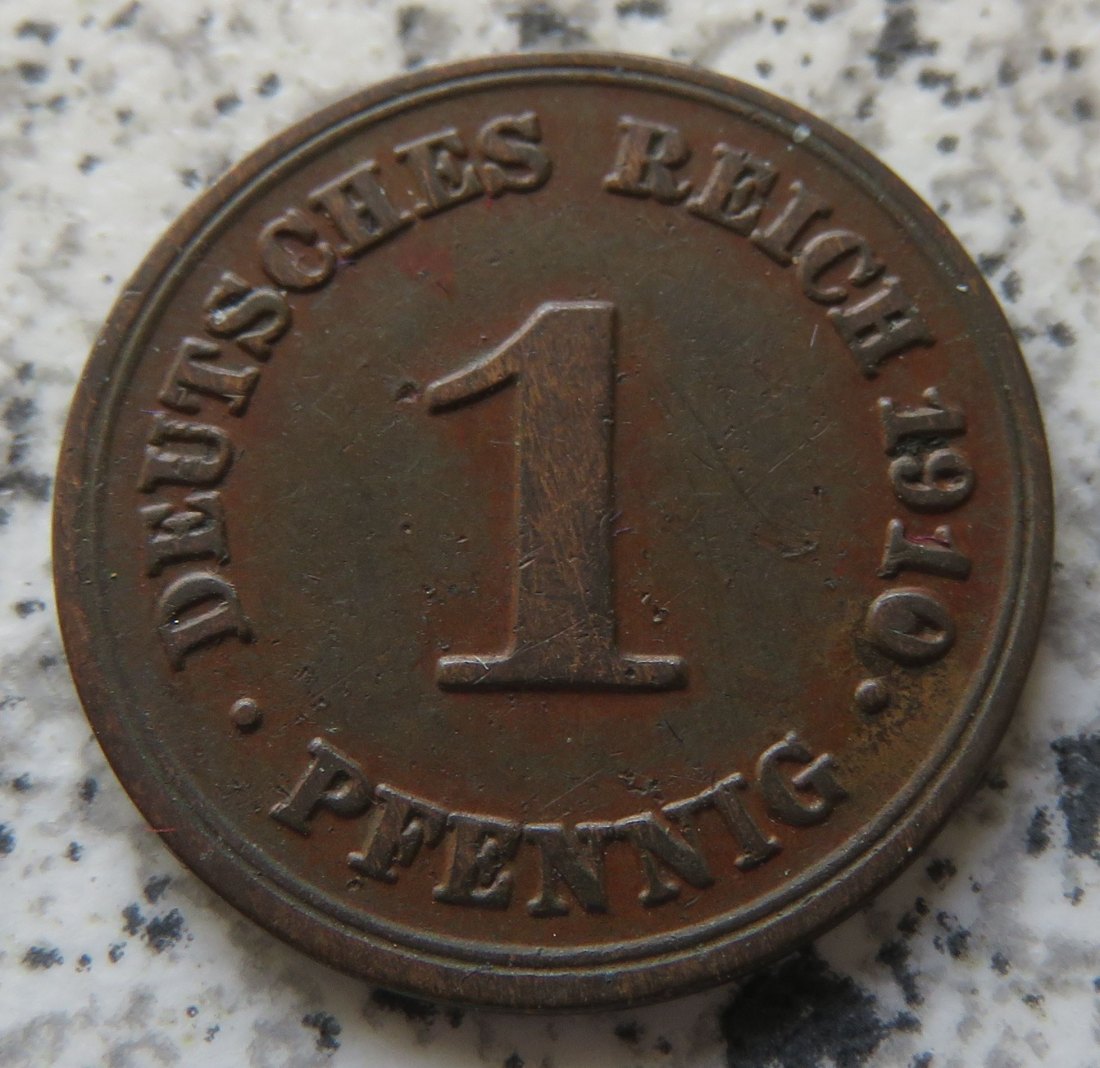 DEUTSCHES REICH 1910
1
PFENNIG